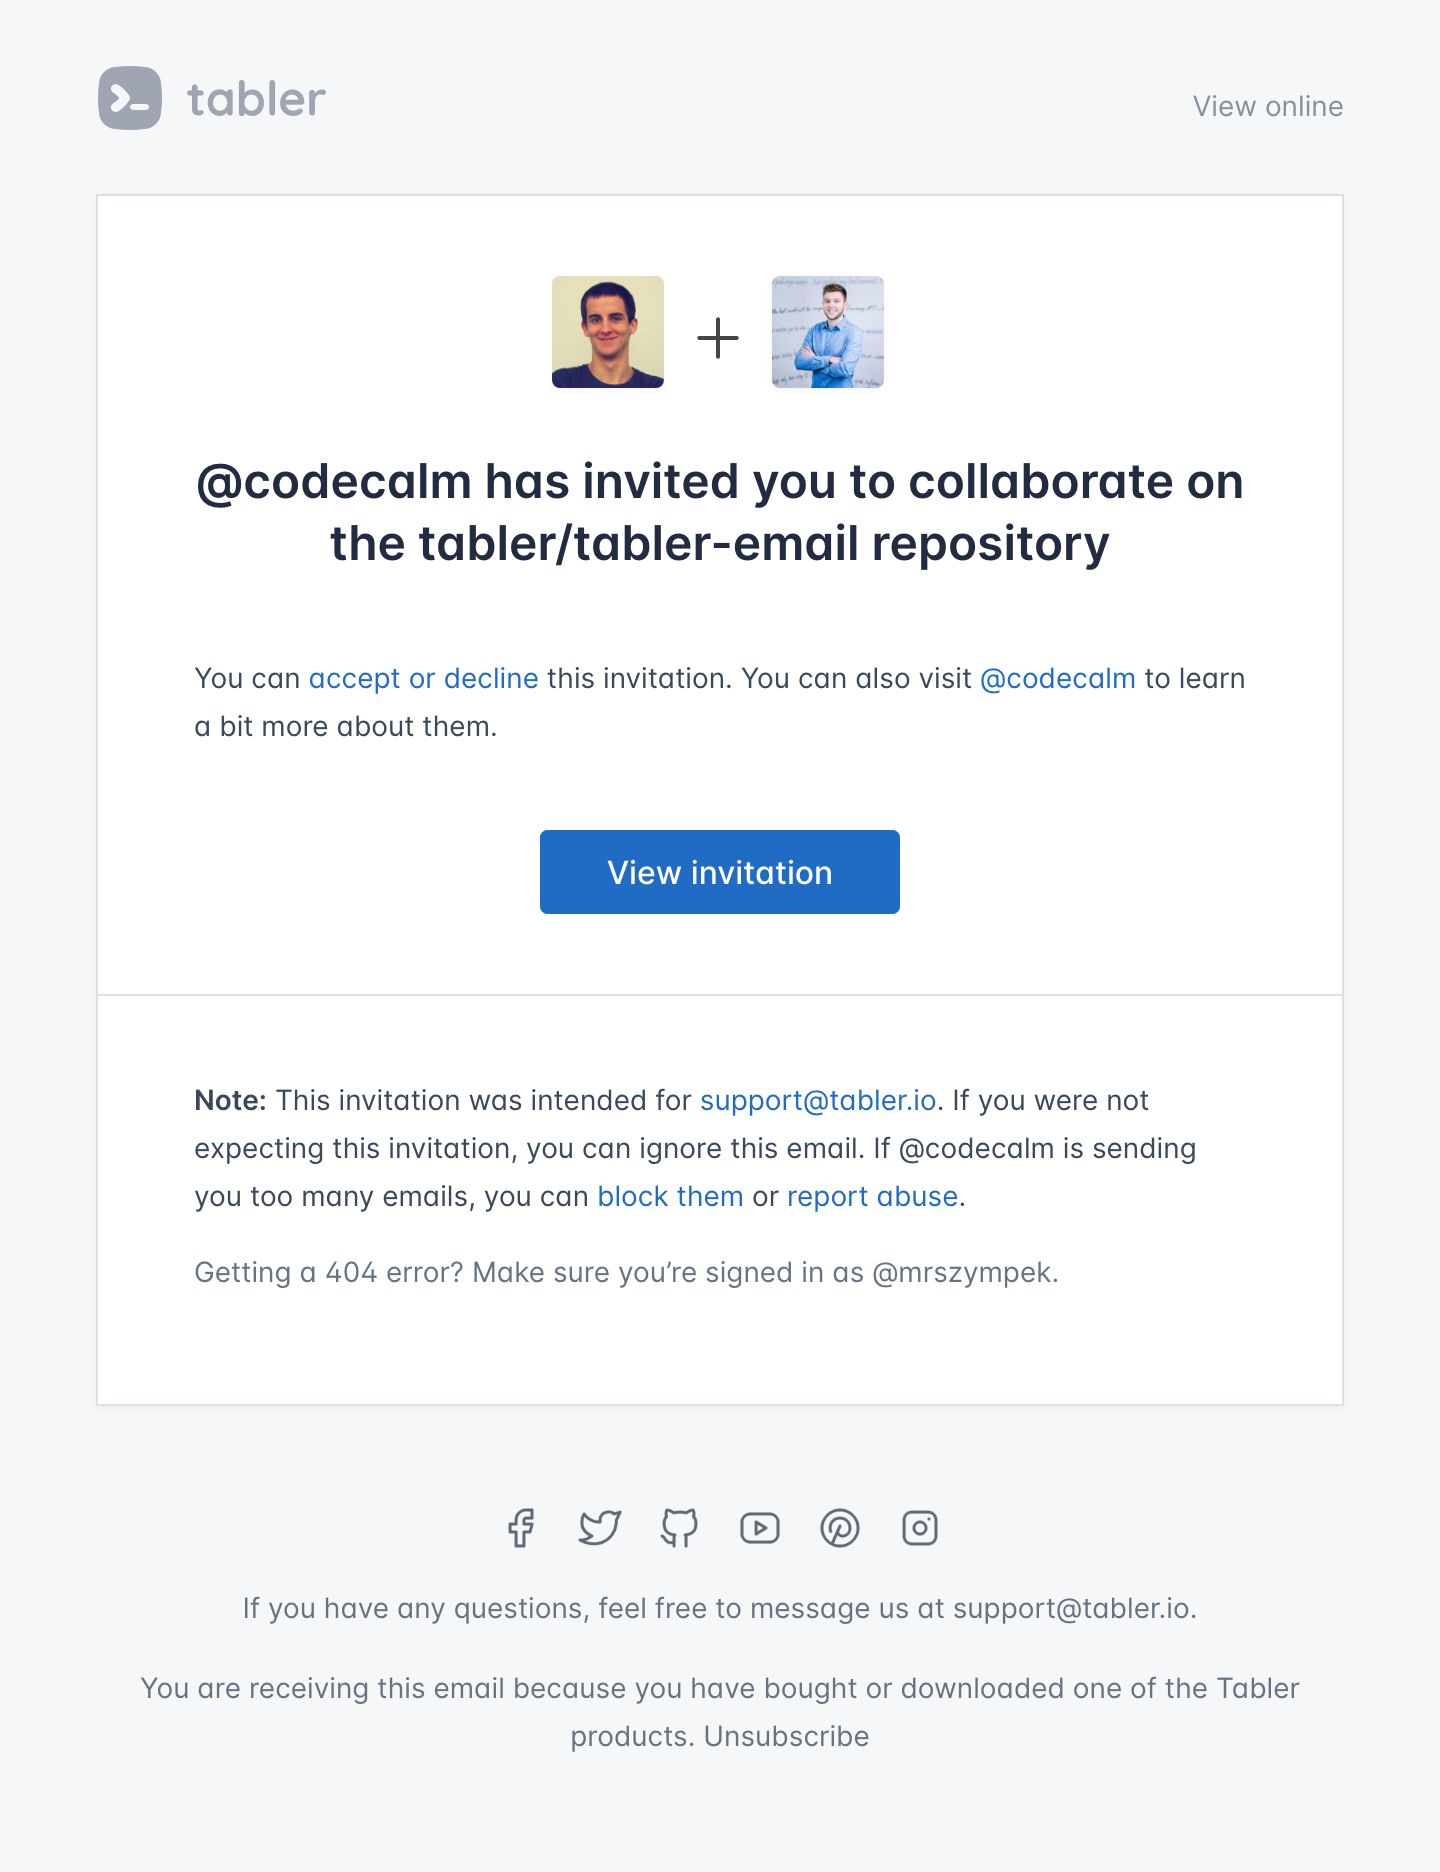 tabler
View online
@codecalm has invited you to collaborate on
the tabler/tabler-email repository
You can accept or decline this invitation. You can also visit @codecalm to learn
a bit more about them.
View invitation
Note: This invitation was intended for support@tabler.io. If you were not
expecting this invitation, you can ignore this email. If @codecalm is sending
you too many emails, you can block them or report abuse.
Getting a 404 error? Make sure you’re signed in as @mrszympek.
If you have any questions, feel free to message us at support@tabler.io.
You are receiving this email because you have bought or downloaded one of the Tabler
products. Unsubscribe